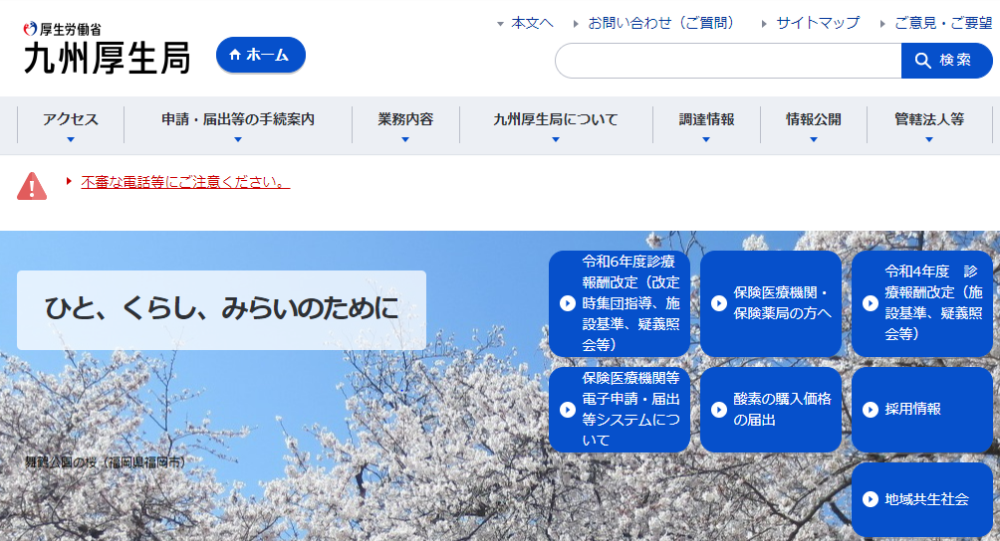 本文へ
お問い合わせ（ご質問）
サイトマップ
ご意見・ご要望
厚生労働省
九州厚生局
ホーム
検索
アクセス
申請・届出等の手続案内
業務内容
九州厚生局について
調達情報
情報公開
管轄法人等
不審な電話等にご注意ください。
ひと、くらし、みらいのために
令和6年度診療
報酬改定（改定
時集団指導、施
設基準、疑義照
会等）
保険医療機関・
保険薬局の方へ
令和4年度　診
療報酬改定（施
設基準、疑義照
会等）
保険医療機関等
電子申請・届出
等システムにつ
いて
酸素の購入価格
の届出
採用情報
舞鶴公園の桜（福岡県福岡市）
地域共生社会